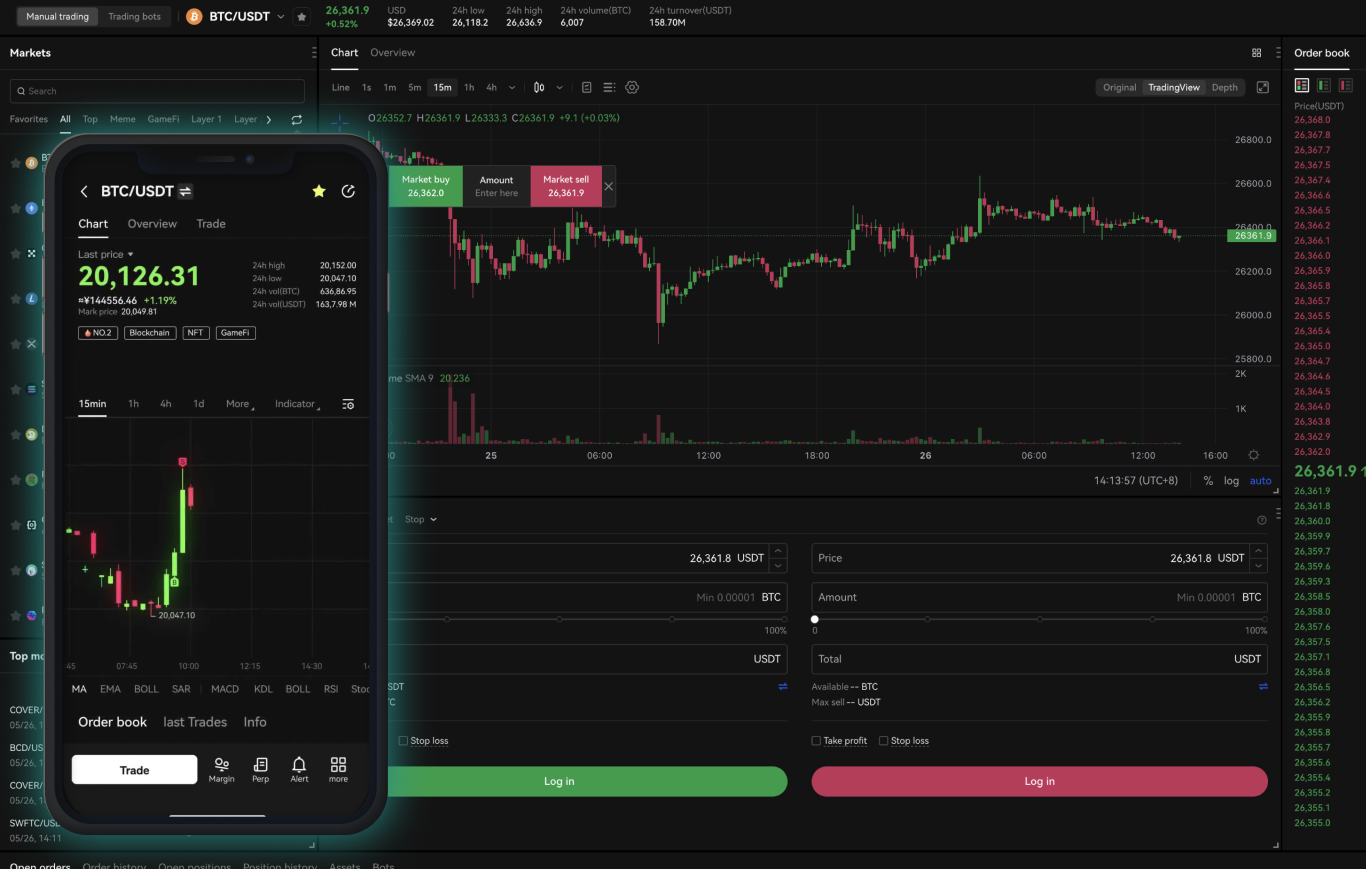 Manual trading
Trading bots
BTC/USDT
26,361.9
+0.52%
USD
$26,369.02
24h low
26,118.2
24h high
26,636.9
24h volume(BTC)
6,007
24h turnover(USDT)
158.70M
Markets
Search
Favorites All Top Meme GameFi Layer 1 Layer
Top mo
COVER/
05/26, 1
BCD/US
05/26, 1
COVER/
05/26, 1
SWFTC/USD
05/26, 14:11
BTC/USDT
Chart Overview Trade
Last price
20,126.31
≈¥144556.46 +1.19%
Mark price 20,049.81
24h high 20,152.00
24h low 20,047.10
24h vol(BTC) 636,86.95
24h vol(USDT) 163,7.98 M
NO.2 Blockchain NFT GameFi
15min 1h 4h 1d More Indicator
S
B
20,047.10
45 07:45 10:00 12:15 14:30 1
MA EMA BOLL SAR MACD KDL BOLL RSI Stoc
Order book last Trades Info
Trade
Margin Perp Alert more
Chart Overview
Line 1s 1m 5m 15m 1h 4h
Original TradingView Depth
O26352.7 H26361.9 L26333.3 C26361.9 +9.1 (+0.03%)
Market buy
26,362.0
Amount
Enter here
Market sell
26,361.9
26800.0
26600.0
26400.0
26361.9
26200.0
26000.0
25800.0
me SMA 9 20.236
2K
1K
00 25 06:00 12:00 18:00 26 06:00 12:00 16:00
14:13:57 (UTC+8) % log auto
et Stop
26,361.8 USDT
Min 0.00001 BTC
100%
USDT
SDT
TC
Stop loss
Log in
Price 26,361.8 USDT
Amount Min 0.00001 BTC
0 100%
Total USDT
Available -- BTC
Max sell -- USDT
Take profit Stop loss
Log in
Order book
Price(USDT)
26,368.0
26,367.8
26,367.7
26,367.5
26,367.4
26,366.6
26,366.5
26,366.2
26,366.1
26,366.0
26,365.9
26,365.8
26,365.7
26,365.5
26,365.4
26,365.0
26,364.7
26,364.6
26,364.5
26,364.0
26,363.8
26,362.9
26,362.0
26,361.9
26,361.9
26,361.8
26,360.0
26,359.9
26,359.7
26,359.6
26,359.3
26,358.5
26,358.0
26,357.6
26,357.5
26,357.1
26,356.8
26,356.5
26,356.2
26,355.9
26,355.8
26,355.7
26,355.6
26,355.4
26,355.2
26,355.1
26,355.0
Open orders Order history Open positions Position history Assets Bots